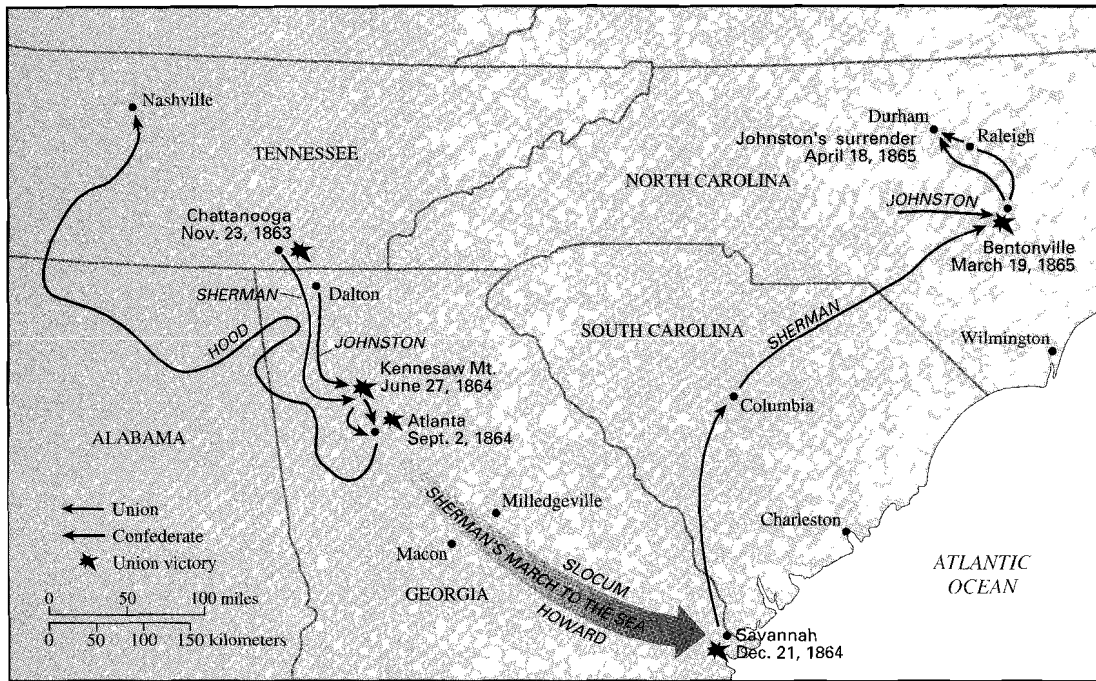 Nashville
TENNESSEE
Chattanooga
Nov. 23, 1863
SHERMAN
Dalton
HOOD
JOHNSTON
Kennesaw Mt.
June 27, 1864
Atlanta
Sept. 2, 1864
ALABAMA
Durham
Johnston's surrender
April 18, 1865
Raleigh
NORTH CAROLINA
JOHNSTON
Bentonville
March 19, 1865
SOUTH CAROLINA
SHERMAN
Wilmington
Columbia
Milledgeville
Macon
Charleston
SLOCUM
SHERMAN'S MARCH TO THE SEA
HOWARD
GEORGIA
Savannah
Dec. 21, 1864
ATLANTIC
OCEAN
Union
Confederate
Union victory
0 50 100 miles
0 50 100 150 kilometers